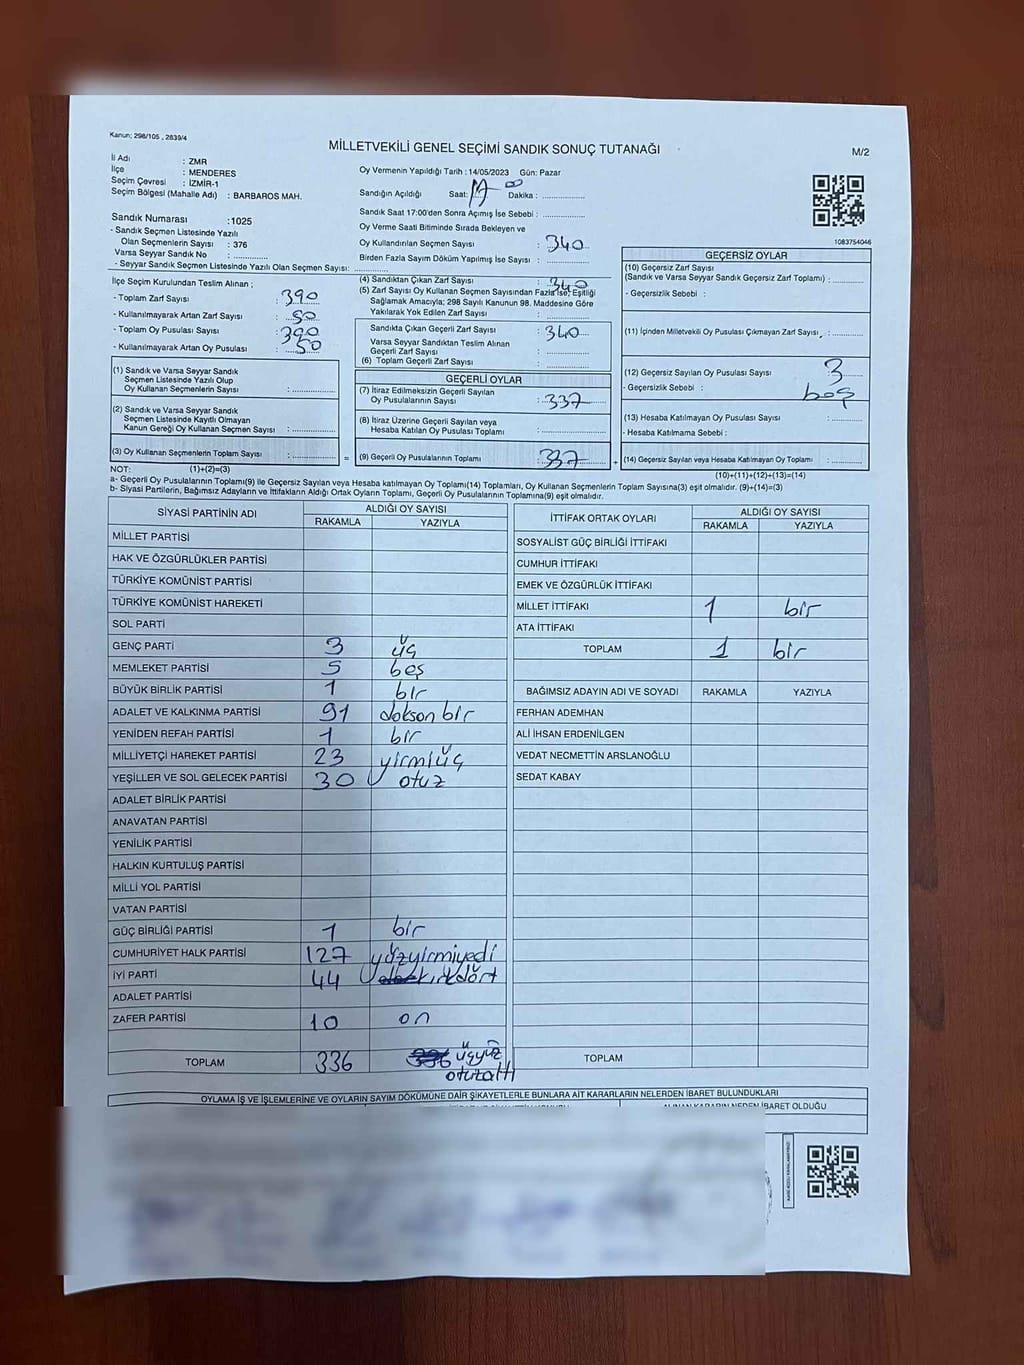 Kanun; 298/105 , 2839/4
MİLLETVEKİLİ GENEL SEÇİMİ SANDIK SONUÇ TUTANAĞI
M/2
İl Adı : ZMR
İlçe : MENDERES
Seçim Çevresi : İZMİR-1
Seçim Bölgesi (Mahalle Adı) : BARBAROS MAH.
Sandık Numarası :1025
- Sandık Seçmen Listesinde Yazılı
Olan Seçmenlerin Sayısı : 376
Varsa Seyyar Sandık No : ..................
- Seyyar Sandık Seçmen Listesinde Yazılı Olan Seçmen Sayısı: ..................
Oy Vermenin Yapıldığı Tarih : 14/05/2023 Gün: Pazar
Sandığın Açıldığı Saat: 17 00 Dakika : ..............
Sandık Saat 17:00'den Sonra Açımış İse Sebebi : ..............
Oy Verme Saati Bitiminde Sırada Bekleyen ve
Oy Kullandırılan Seçmen Sayısı : 340
Birden Fazla Sayım Döküm Yapılmış İse Sayısı : ..............
1083754046
İlçe Seçim Kurulundan Teslim Alınan ;
- Toplam Zarf Sayısı : 390
- Kullanılmayarak Artan Zarf Sayısı : 50
- Toplam Oy Pusulası Sayısı : 390
- Kullanılmayarak Artan Oy Pusulası : 50
(4) Sandıktan Çıkan Zarf Sayısı : 340
(5) Zarf Sayısı Oy Kullanan Seçmen Sayısından Fazla ise; Eşitliği
Sağlamak Amacıyla; 298 Sayılı Kanunun 98. Maddesine Göre
Yakılarak Yok Edilen Zarf Sayısı : ..............
Sandıkta Çıkan Geçerli Zarf Sayısı : 340
Varsa Seyyar Sandıktan Teslim Alınan
Geçerli Zarf Sayısı : ..............
(6) Toplam Geçerli Zarf Sayısı : ..............
GEÇERSİZ OYLAR
(10) Geçersiz Zarf Sayısı
(Sandık ve Varsa Seyyar Sandık Geçersiz Zarf Toplamı) : ..............
- Geçersizlik Sebebi : ..............
(11) İçinden Milletvekili Oy Pusulası Çıkmayan Zarf Sayısı : ..............
(12) Geçersiz Sayılan Oy Pusulası Sayısı : 3
- Geçersizlik Sebebi : boş
(13) Hesaba Katılmayan Oy Pusulası Sayısı : ..............
- Hesaba Katılmama Sebebi :
(14) Geçersiz Sayılan veya Hesaba Katılmayan Oy Toplamı : ..............
(1) Sandık ve Varsa Seyyar Sandık
Seçmen Listesinde Yazılı Olup
Oy Kullanan Seçmenlerin Sayısı : ..............
(2) Sandık ve Varsa Seyyar Sandık
Seçmen Listesinde Kayıtlı Olmayan
Kanun Gereği Oy Kullanan Seçmen Sayısı : ..............
(3) Oy Kullanan Seçmenlerin Toplam Sayısı : ..............
=
GEÇERLİ OYLAR
(7) İtiraz Edilmeksizin Geçerli Sayılan
Oy Pusulalarının Sayısı : 337
(8) İtiraz Üzerine Geçerli Sayılan veya
Hesaba Katılan Oy Pusulası Toplamı : ..............
(9) Geçerli Oy Pusulalarının Toplamı : 337
+
NOT: (1)+(2)=(3)
(10)+(11)+(12)+(13)=(14)
a- Geçerli Oy Pusulalarının Toplamı(9) ile Geçersiz Sayılan veya Hesaba katılmayan Oy Toplamı(14) Toplamları, Oy Kullanan Seçmenlerin Toplam Sayısına(3) eşit olmalıdır. (9)+(14)=(3)
b- Siyasi Partilerin, Bağımsız Adayların ve İttifakların Aldığı Ortak Oyların Toplamı, Geçerli Oy Pusulalarının Toplamına(9) eşit olmalıdır.
SİYASİ PARTİNİN ADI ALDIĞI OY SAYISI
RAKAMLA YAZIYLA
MİLLET PARTİSİ
HAK VE ÖZGÜRLÜKLER PARTİSİ
TÜRKİYE KOMÜNİST PARTİSİ
TÜRKİYE KOMÜNİST HAREKETİ
SOL PARTİ
GENÇ PARTİ 3 üç
MEMLEKET PARTİSİ 5 beş
BÜYÜK BİRLİK PARTİSİ 1 bir
ADALET VE KALKINMA PARTİSİ 91 dokson bir
YENİDEN REFAH PARTİSİ 1 bir
MİLLİYETÇİ HAREKET PARTİSİ 23 yirmiüç
YEŞİLLER VE SOL GELECEK PARTİSİ 30 otuz
ADALET BİRLİK PARTİSİ
ANAVATAN PARTİSİ
YENİLİK PARTİSİ
HALKIN KURTULUŞ PARTİSİ
MİLLİ YOL PARTİSİ
VATAN PARTİSİ
GÜÇ BİRLİĞİ PARTİSİ 1 bir
CUMHURİYET HALK PARTİSİ 127 yüzyirmiyedi
İYİ PARTİ 44 kırkdört
ADALET PARTİSİ
ZAFER PARTİSİ 10 on
TOPLAM 336 336 üçyüz
otuzaltı
İTTİFAK ORTAK OYLARI ALDIĞI OY SAYISI
RAKAMLA YAZIYLA
SOSYALİST GÜÇ BİRLİĞİ İTTİFAKI
CUMHUR İTTİFAKI
EMEK VE ÖZGÜRLÜK İTTİFAKI
MİLLET İTTİFAKI 1 bir
ATA İTTİFAKI
TOPLAM 1 bir
BAĞIMSIZ ADAYIN ADI VE SOYADI RAKAMLA YAZIYLA
FERHAN ADEMHAN
ALİ İHSAN ERDENİLGEN
VEDAT NECMETTİN ARSLANOĞLU
SEDAT KABAY
TOPLAM
OYLAMA İŞ VE İŞLEMLERİNE VE OYLARIN SAYIM DÖKÜMÜNE DAİR ŞİKAYETLERLE BUNLARA AİT KARARLARIN NELERDEN İBARET BULUNDUKLARI
ALINAN KARARIN NEDEN İBARET OLDUĞU